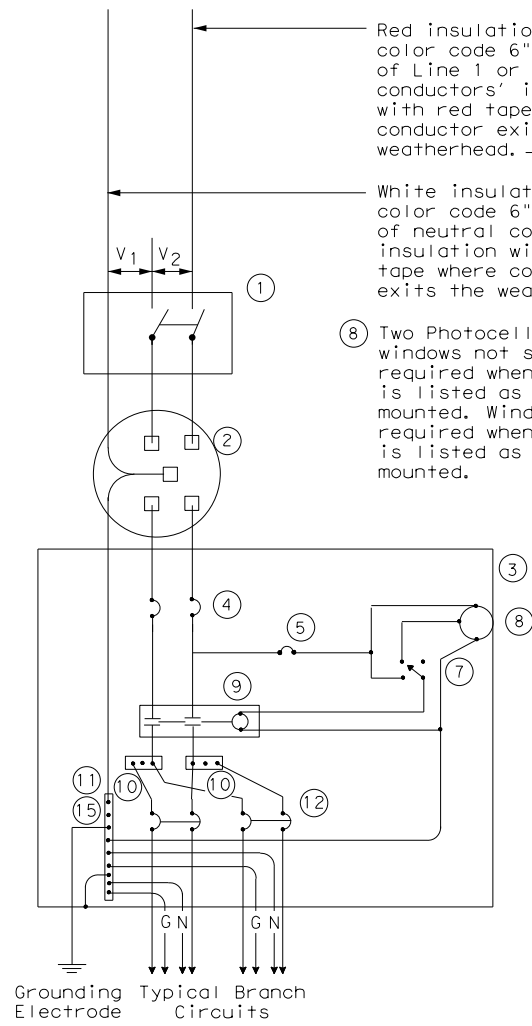 Red insulatio
color code 6"
of Line 1 or
conductors' i
with red tape
conductor exi
weatherhead.
White insulat
color code 6"
of neutral co
insulation wi
tape where co
exits the wea
V1 V2
1
8 Two Photocell
windows not s
required when
is listed as
mounted. Wind
required when
is listed as
mounted.
2
3
4
5
8
7
9
11
10
10
15
12
G N
G N
Grounding
Electrode
Typical Branch
Circuits